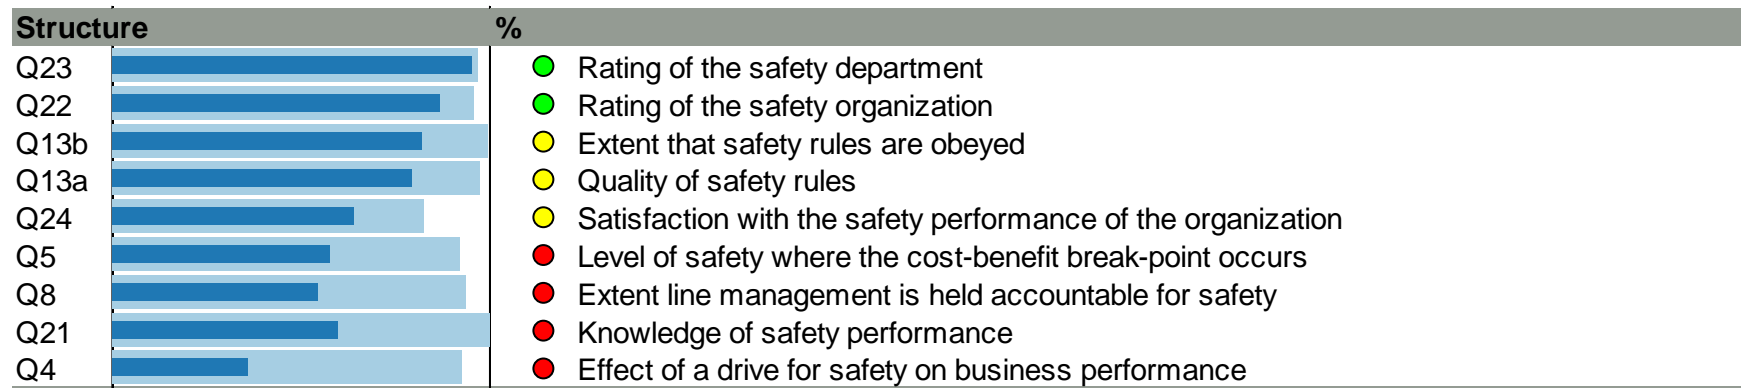 Structure %
Q23 Rating of the safety department
Q22 Rating of the safety organization
Q13b Extent that safety rules are obeyed
Q13a Quality of safety rules
Q24 Satisfaction with the safety performance of the organization
Q5 Level of safety where the cost-benefit break-point occurs
Q8 Extent line management is held accountable for safety
Q21 Knowledge of safety performance
Q4 Effect of a drive for safety on business performance